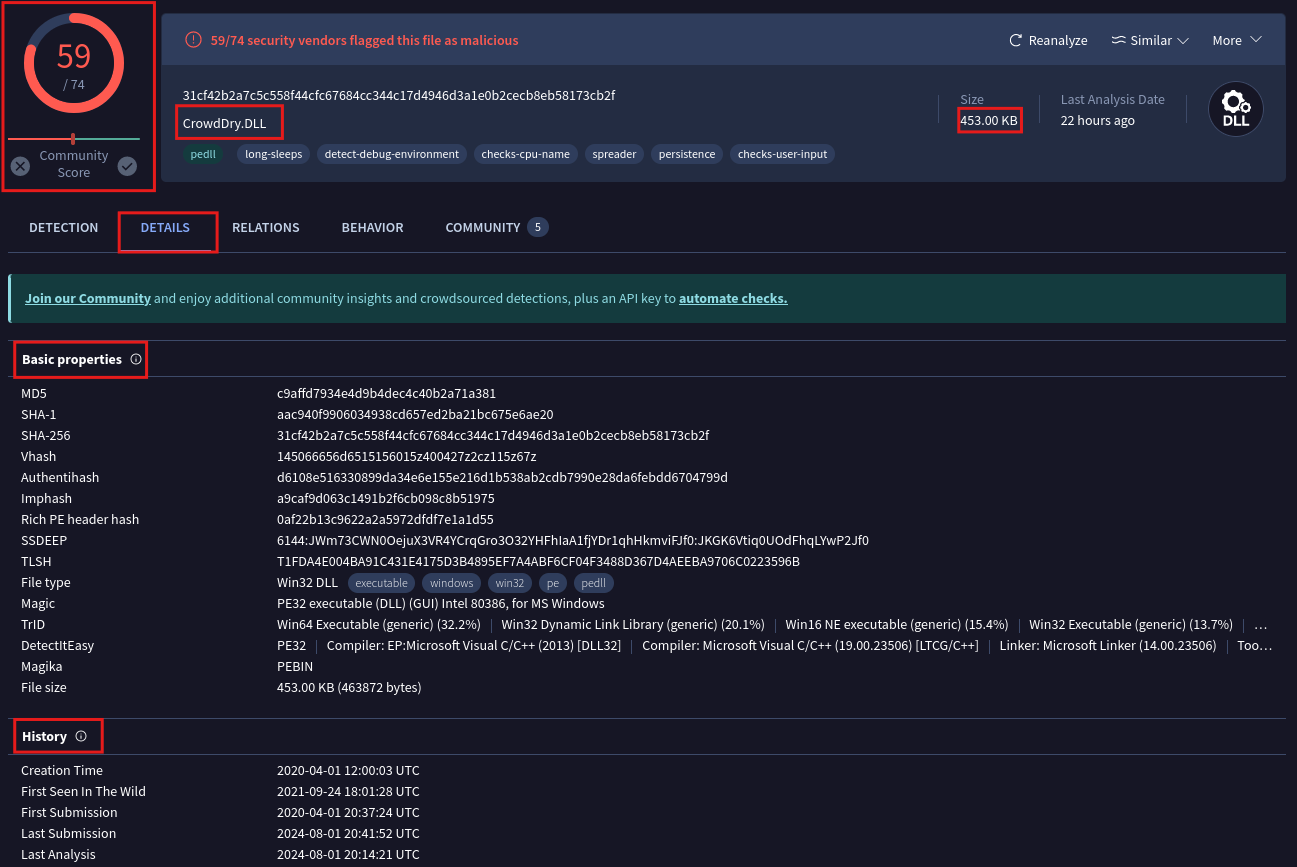 59
/ 74
Community
Score
59/74 security vendors flagged this file as malicious
Reanalyze Similar More
31cf42b2a7c5c558f44cfc67684cc344c17d4946d3a1e0b2cecb8eb58173cb2f
CrowdDry.DLL
pedll long-sleeps detect-debug-environment checks-cpu-name spreader persistence checks-user-input
Size
453.00 KB
Last Analysis Date
22 hours ago
DLL
DETECTION DETAILS RELATIONS BEHAVIOR COMMUNITY 5
Join our Community and enjoy additional community insights and crowdsourced detections, plus an API key to automate checks.
Basic properties
MD5 c9affd7934e4d9b4dec4c40b2a71a381
SHA-1 aac940f9906034938cd657ed2ba21bc675e6ae20
SHA-256 31cf42b2a7c5c558f44cfc67684cc344c17d4946d3a1e0b2cecb8eb58173cb2f
Vhash 145066656d6515156015z400427z2cz115z67z
Authentihash d6108e516330899da34e6e155e216d1b538ab2cdb7990e28da6febdd6704799d
Imphash a9caf9d063c1491b2f6cb098c8b51975
Rich PE header hash 0af22b13c9622a2a5972dfdf7e1a1d55
SSDEEP 6144:JWm73CWN0OejuX3VR4YCrqGro3O32YHFhIaA1fjYDr1qhHkmviFJf0:JKGK6Vtiq0UOdFhqLYwP2Jf0
TLSH T1FDA4E004BA91C431E4175D3B4895EF7A4ABF6CF04F3488D367D4AEEBA9706C0223596B
File type Win32 DLL executable windows win32 pe pedll
Magic PE32 executable (DLL) (GUI) Intel 80386, for MS Windows
TrID Win64 Executable (generic) (32.2%) | Win32 Dynamic Link Library (generic) (20.1%) | Win16 NE executable (generic) (15.4%) | Win32 Executable (generic) (13.7%) | ...
DetectItEasy PE32 | Compiler: EP:Microsoft Visual C/C++ (2013) [DLL32] | Compiler: Microsoft Visual C/C++ (19.00.23506) [LTCG/C++] | Linker: Microsoft Linker (14.00.23506) | Too...
Magika PEBIN
File size 453.00 KB (463872 bytes)
History
Creation Time 2020-04-01 12:00:03 UTC
First Seen In The Wild 2021-09-24 18:01:28 UTC
First Submission 2020-04-01 20:37:24 UTC
Last Submission 2024-08-01 20:41:52 UTC
Last Analysis 2024-08-01 20:14:21 UTC